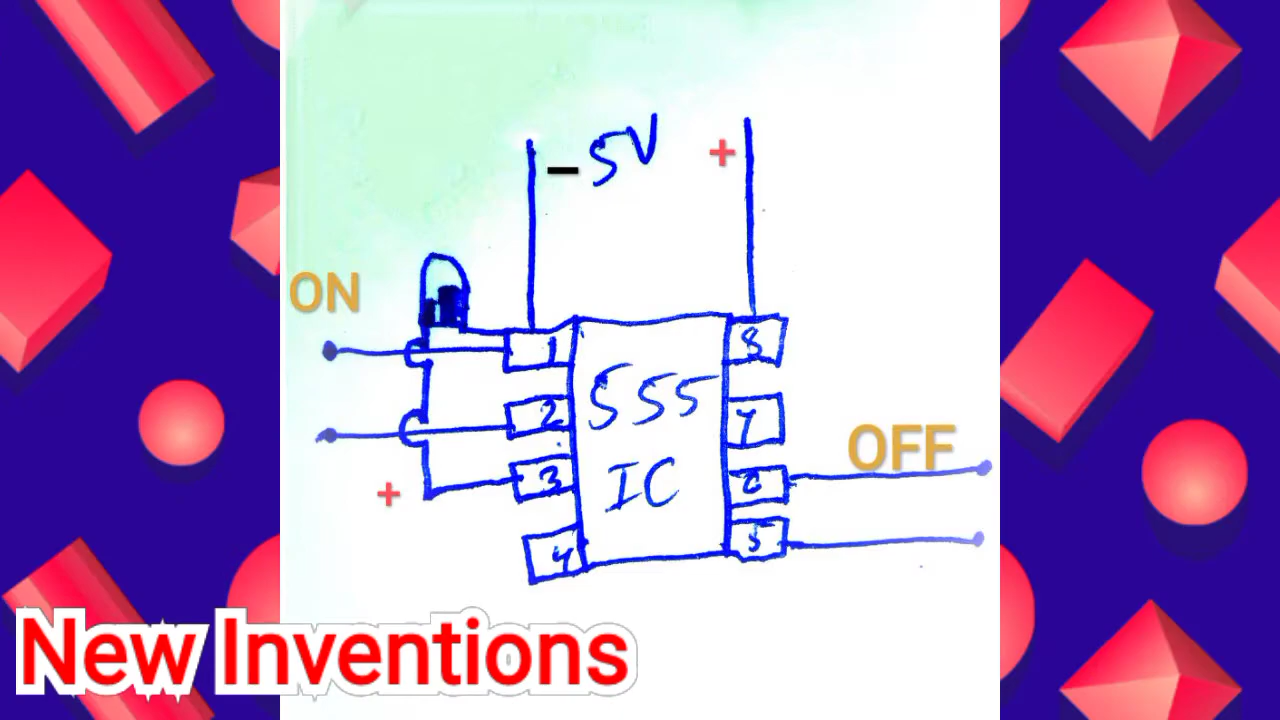 - 5V +
ON
1 8
2 555 7
OFF
3 IC 6
+
4 5
New Inventions